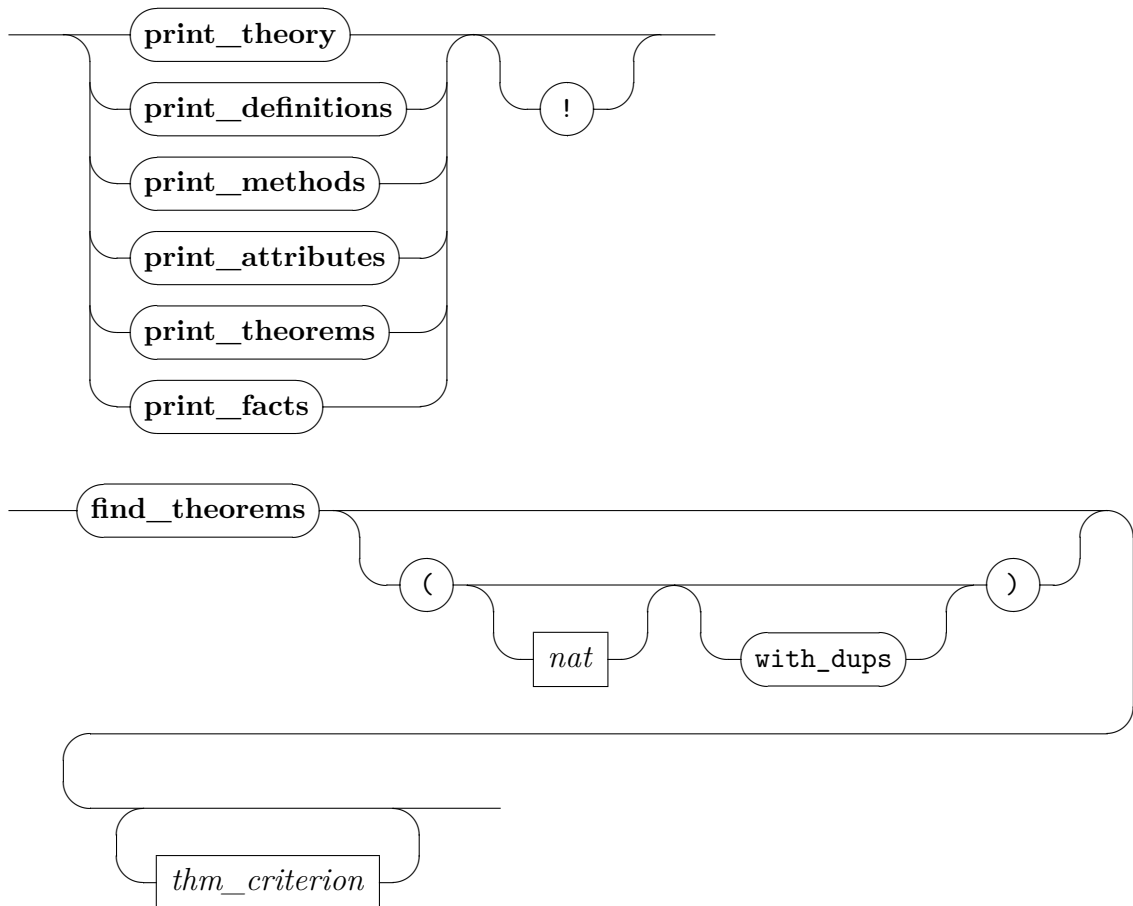 print_theory
print_definitions
!
print_methods
print_attributes
print_theorems
print_facts
find_theorems
( )
nat with_dups
thm_criterion